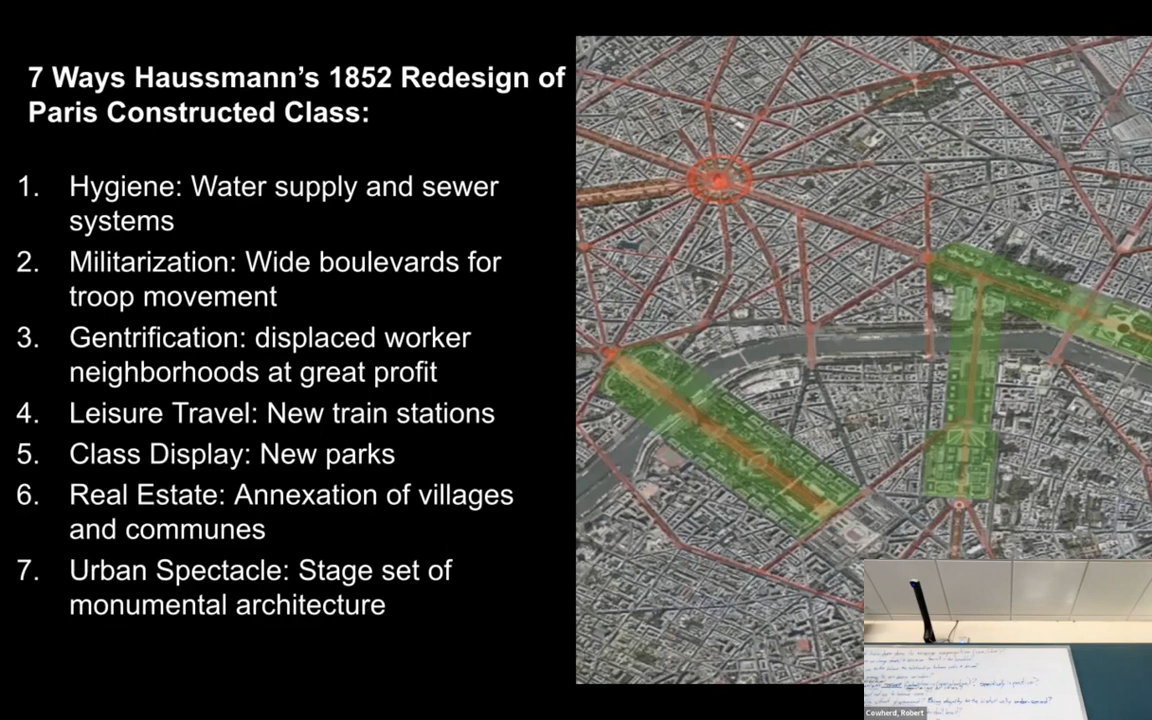 7 Ways Haussmann’s 1852 Redesign of
Paris Constructed Class:
1. Hygiene: Water supply and sewer
systems
2. Militarization: Wide boulevards for
troop movement
3. Gentrification: displaced worker
neighborhoods at great profit
4. Leisure Travel: New train stations
5. Class Display: New parks
6. Real Estate: Annexation of villages
and communes
7. Urban Spectacle: Stage set of
monumental architecture
Cowherd, Robert